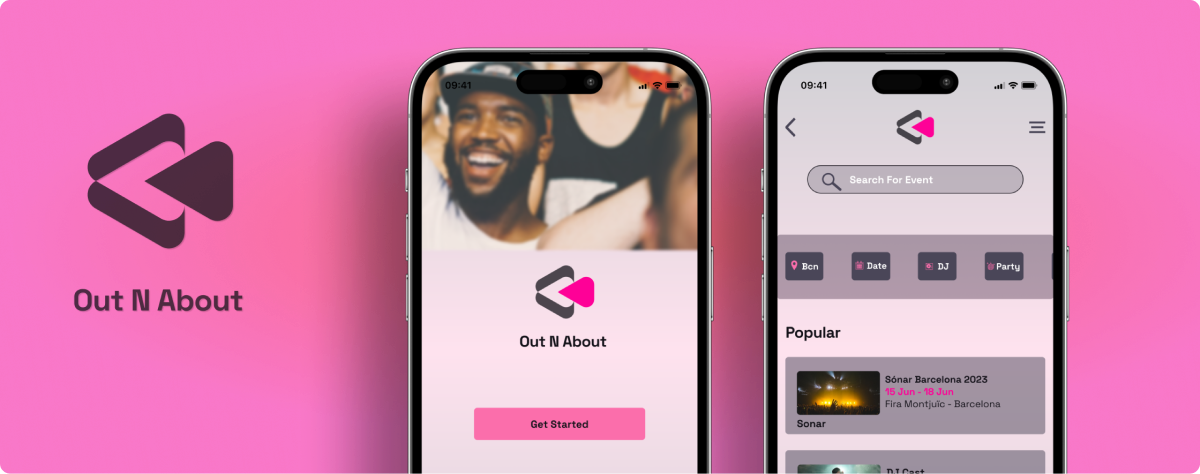 Out N About
09:41
Out N About
Get Started
09:41
Search For Event
Bcn
Date
DJ
Party
Popular
Sónar Barcelona 2023
15 Jun - 18 Jun
Fira Montjuïc - Barcelona
Sonar
DJ Cast